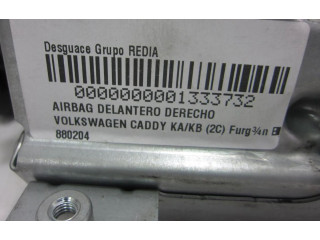 Desguace Grupo REDIA
0000000001333732
AIRBAG DELANTERO DERECHO
VOLKSWAGEN CADDY KA/KB (2C) Furg¾n E
880204